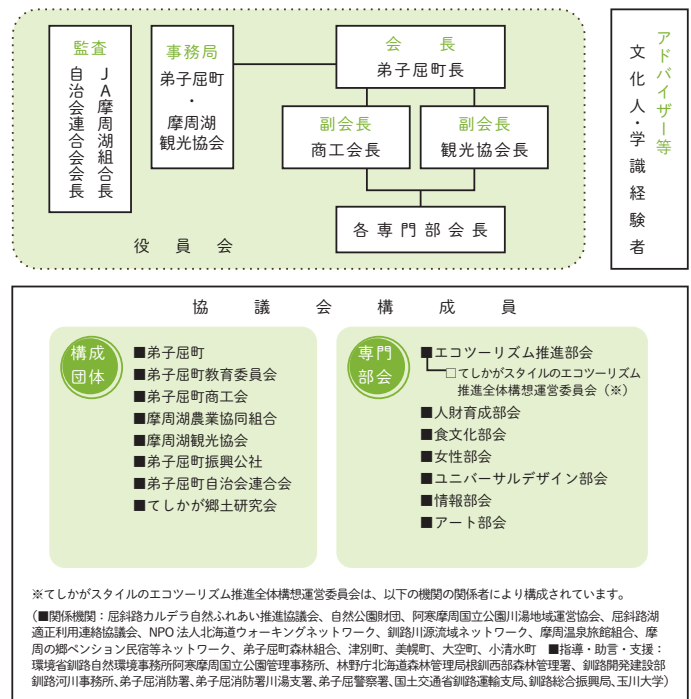 監査
JA摩周湖組合長
自治会連合会会長
事務局
弟子屈町
・
摩周湖
観光協会
会　長
弟子屈町長
副会長
商工会長
副会長
観光協会長
各専門部会長
役員会
アドバイザー等
文化人・学識経験者
協議会構成員
構成
団体
■弟子屈町
■弟子屈町教育委員会
■弟子屈町商工会
■摩周湖農業協同組合
■摩周湖観光協会
■弟子屈町振興公社
■弟子屈町自治会連合会
■てしかが郷土研究会
専門
部会
■エコツーリズム推進部会
□てしかがスタイルのエコツーリズム
推進全体構想運営委員会（※）
■人財育成部会
■食文化部会
■女性部会
■ユニバーサルデザイン部会
■情報部会
■アート部会
※てしかがスタイルのエコツーリズム推進全体構想運営委員会は、以下の機関の関係者により構成されています。
（■関係機関：屈斜路カルデラ自然ふれあい推進協議会、自然公園財団、阿寒摩周国立公園川湯地域運営協会、屈斜路湖
適正利用連絡協議会、NPO法人北海道ウォーキングネットワーク、釧路川源流域ネットワーク、摩周温泉旅館組合、摩
周の郷ペンション民宿等ネットワーク、弟子屈町森林組合、津別町、美幌町、大空町、小清水町　■指導・助言・支援：
環境省釧路自然環境事務所阿寒摩周国立公園管理事務所、林野庁北海道森林管理局根釧西部森林管理署、釧路開発建設部
釧路河川事務所、弟子屈消防署、弟子屈消防署川湯支署、弟子屈警察署、国土交通省釧路運輸支局、釧路総合振興局、玉川大学）